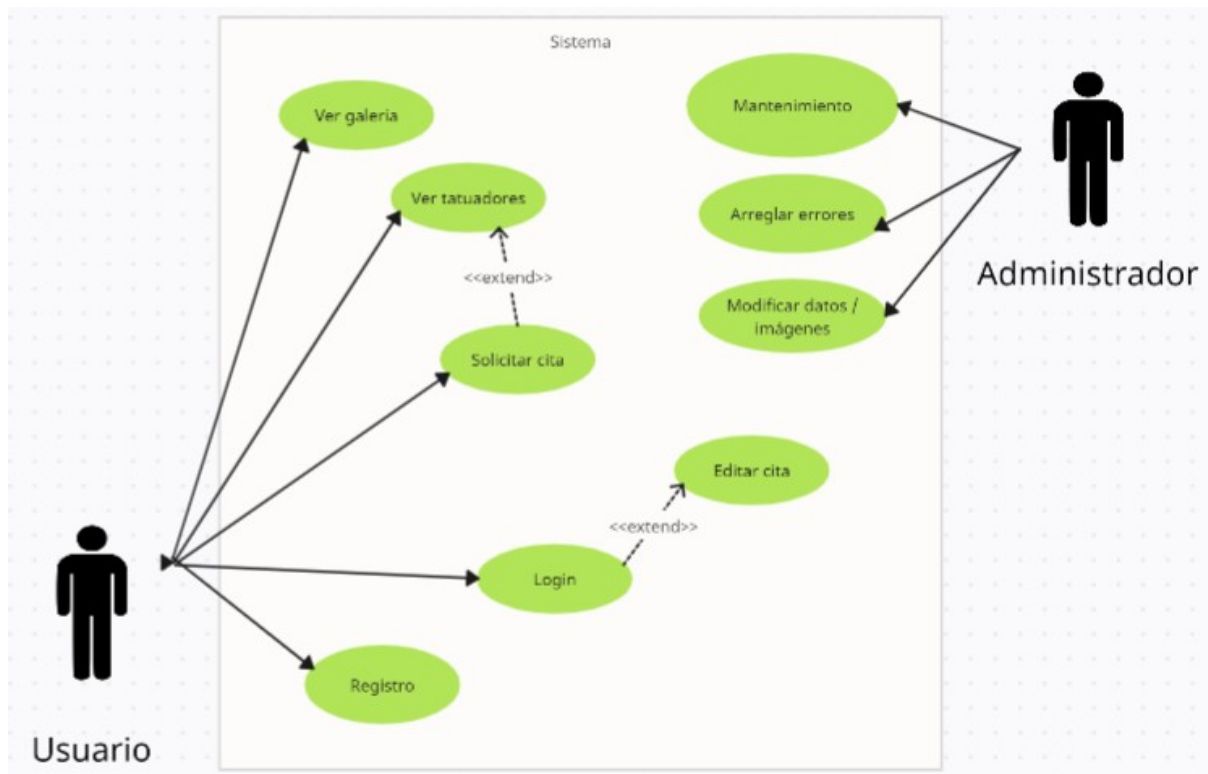 Sistema
Ver galería
Mantenimiento
Ver tatuadores
Arreglar errores
<<extend>>
Administrador
Modificar datos /
imágenes
Solicitar cita
Editar cita
<<extend>>
Login
Registro
Usuario